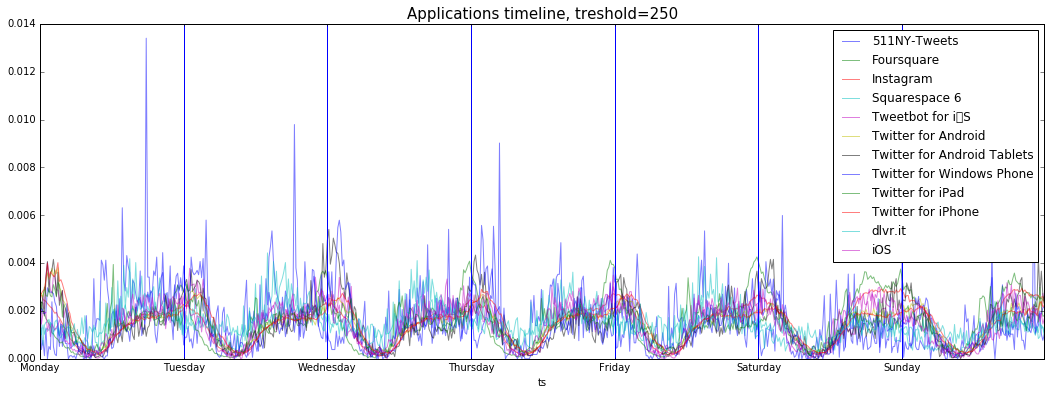 Applications timeline, treshold=250
0.014
0.012
0.010
0.008
0.006
0.004
0.002
0.000
511NY-Tweets
Foursquare
Instagram
Squarespace 6
Tweetbot for i▯S
Twitter for Android
Twitter for Android Tablets
Twitter for Windows Phone
Twitter for iPad
Twitter for iPhone
dlvr.it
iOS
Monday Tuesday Wednesday Thursday Friday Saturday Sunday
ts